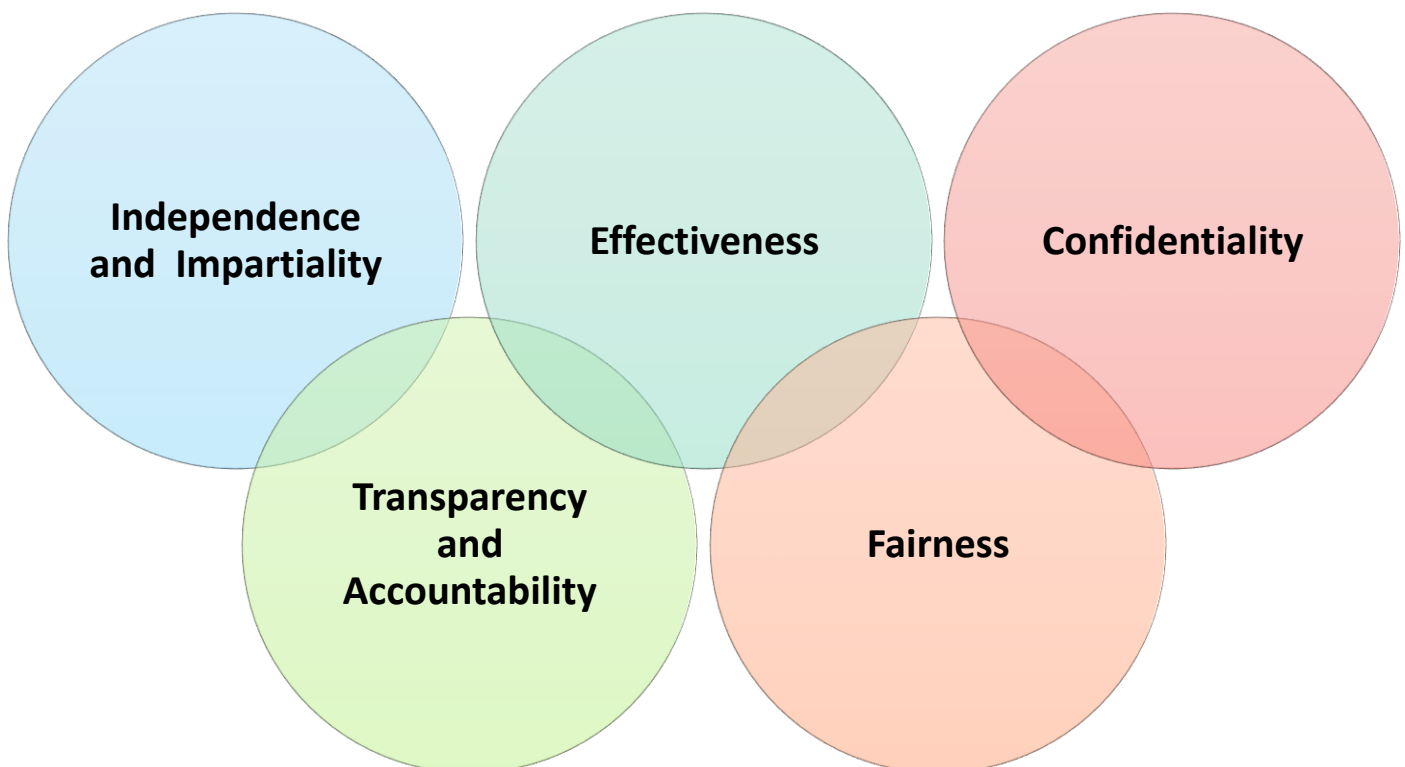 Independence
and  Impartiality
Effectiveness
Confidentiality
Transparency
and
Accountability
Fairness